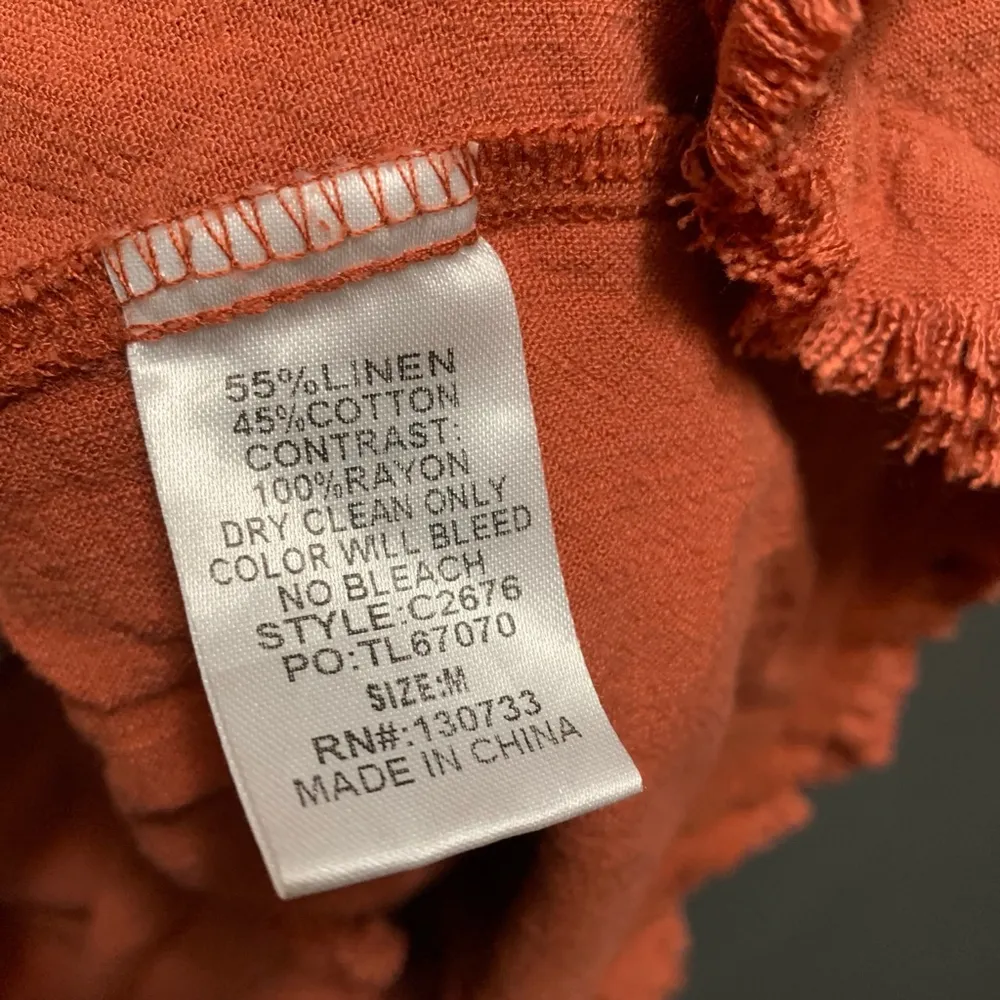 55%LINEN
45%COTTON
CONTRAST:
100%RAYON
DRY CLEAN ONLY
COLOR WILL BLEED
NO BLEACH
STYLE:C2676
PO:TL67070
SIZE:M
RN#:130733
MADE IN CHINA